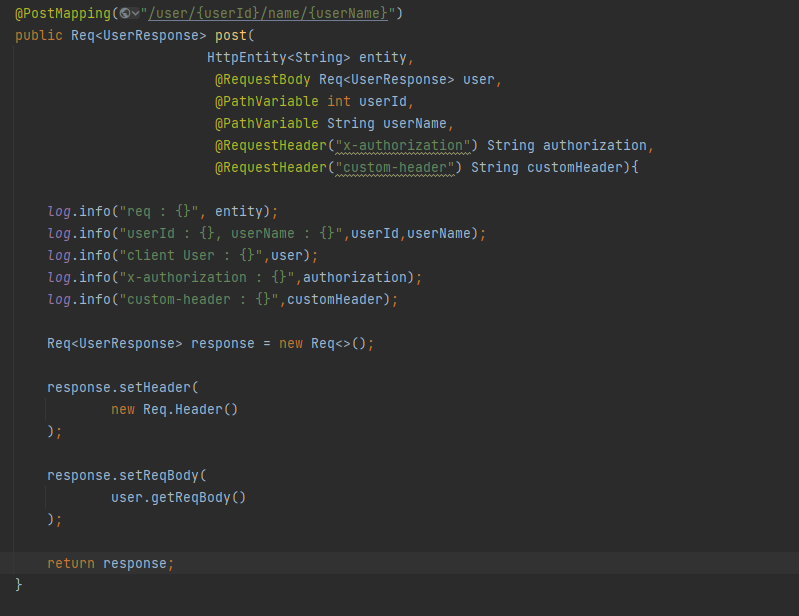 @PostMapping("/user/{userId}/name/{userName}")
public Req<UserResponse> post(
                        HttpEntity<String> entity,
                         @RequestBody Req<UserResponse> user,
                         @PathVariable int userId,
                         @PathVariable String userName,
                         @RequestHeader("x-authorization") String authorization,
                         @RequestHeader("custom-header") String customHeader){

    log.info("req : {}", entity);
    log.info("userId : {}, userName : {}",userId,userName);
    log.info("client User : {}",user);
    log.info("x-authorization : {}",authorization);
    log.info("custom-header : {}",customHeader);

    Req<UserResponse> response = new Req<>();

    response.setHeader(
            new Req.Header()
    );

    response.setReqBody(
            user.getReqBody()
    );

    return response;
}